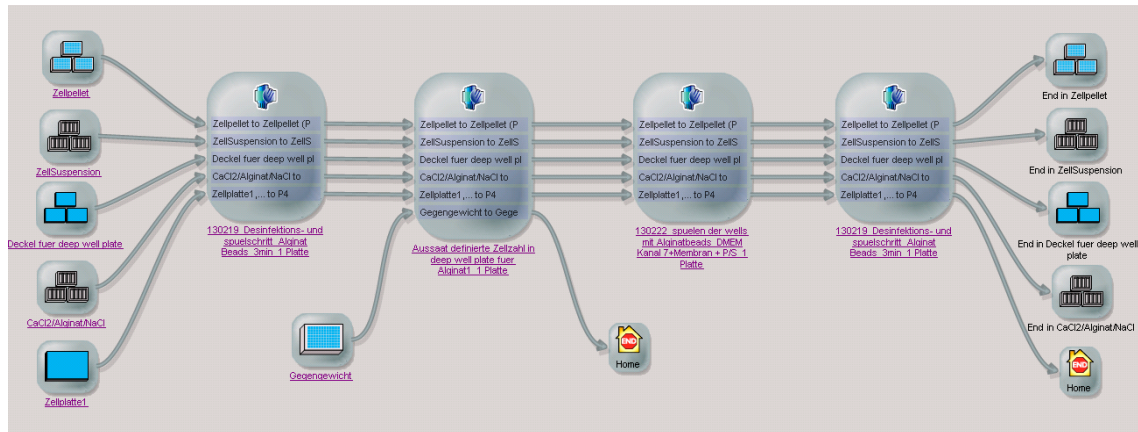 Zellpellet
ZellSuspension
Deckel fuer deep well plate
CaCl2/Alginat/NaCl
Zellplatte1
Zellpellet to Zellpellet (P
ZellSuspension to ZellS
Deckel fuer deep well pl
CaCl2/Alginat/NaCl to
Zellplatte1,... to P4
130219_Desinfektions- und
spuelschritt_Alginat
Beads_3min_1 Platte
Zellpellet to Zellpellet (P
ZellSuspension to ZellS
Deckel fuer deep well pl
CaCl2/Alginat/NaCl to
Zellplatte1,... to P4
Gegengewicht to Gege
Aussaat definierte Zellzahl in
deep well plate fuer
Alginat1_1 Platte
Gegengewicht
END
Home
Zellpellet to Zellpellet (P
ZellSuspension to ZellS
Deckel fuer deep well pl
CaCl2/Alginat/NaCl to
Zellplatte1,... to P4
130222_spuelen der wells
mit Alginatbeads_DMEM
Kanal 7+Membran + P/S_1
Platte
Zellpellet to Zellpellet (P
ZellSuspension to ZellS
Deckel fuer deep well pl
CaCl2/Alginat/NaCl to
Zellplatte1,... to P4
130219_Desinfektions- und
spuelschritt_Alginat
Beads_3min_1 Platte
End in Zellpellet
End in ZellSuspension
End in Deckel fuer deep well
plate
End in CaCl2/Alginat/NaCl
END
Home